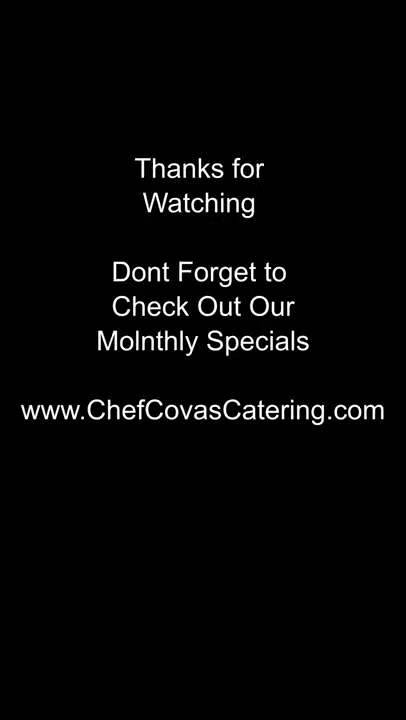 Thanks for
Watching
Dont Forget to
Check Out Our
Molnthly Specials
www.ChefCovasCatering.com